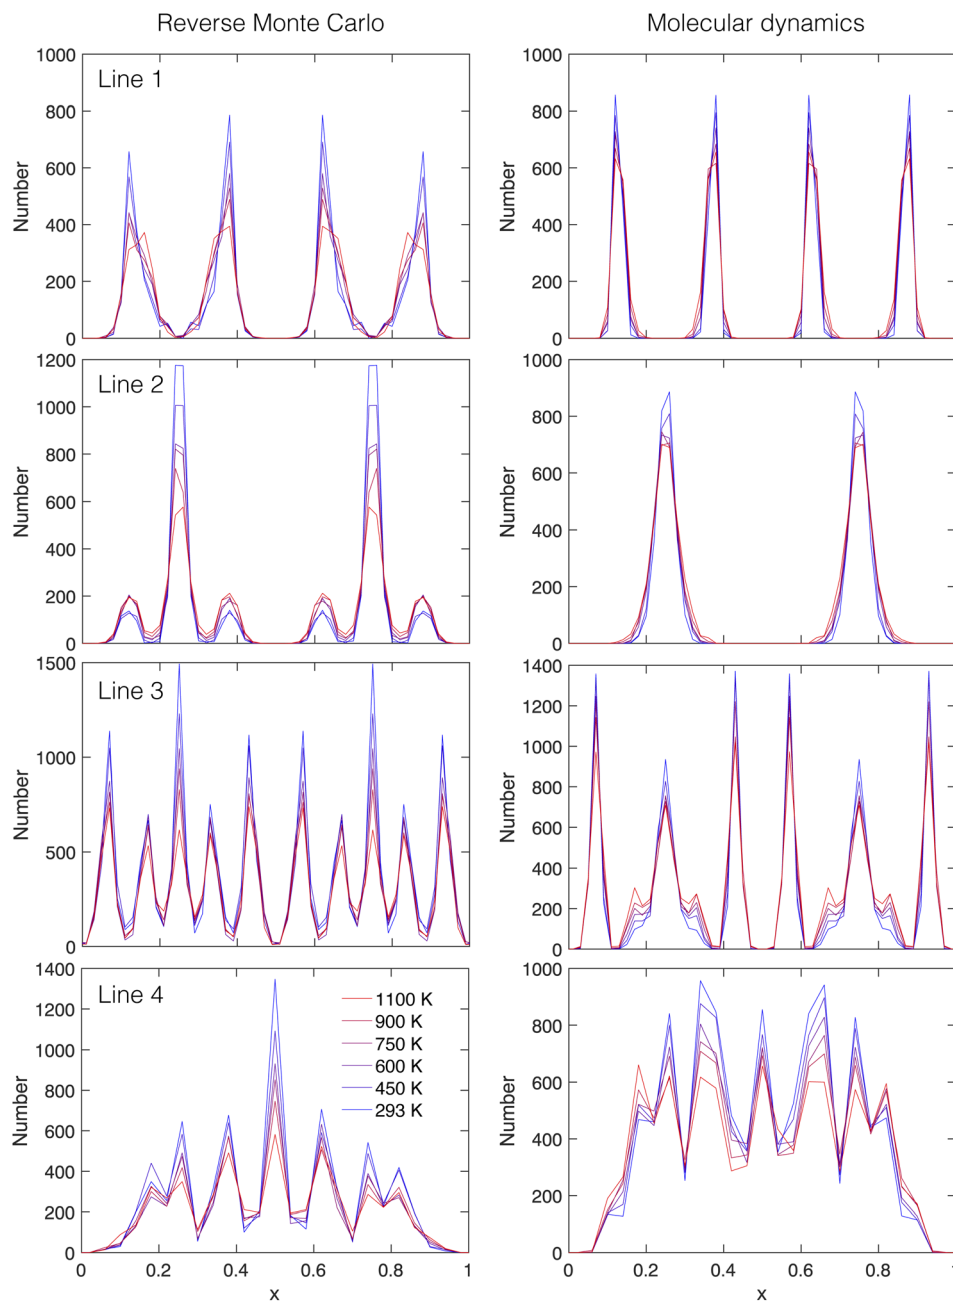 Reverse Monte Carlo
Molecular dynamics
Line 1
Number
1000
800
600
400
200
0
Number
1000
800
600
400
200
0
Line 2
Number
1200
1000
800
600
400
200
0
Number
1000
800
600
400
200
0
Line 3
Number
1500
1000
500
0
Number
1400
1200
1000
800
600
400
200
0
Line 4
Number
1400
1200
1000
800
600
400
200
0
1100 K
900 K
750 K
600 K
450 K
293 K
0 0.2 0.4 0.6 0.8 1
x
Number
1000
800
600
400
200
0
0 0.2 0.4 0.6 0.8 1
x